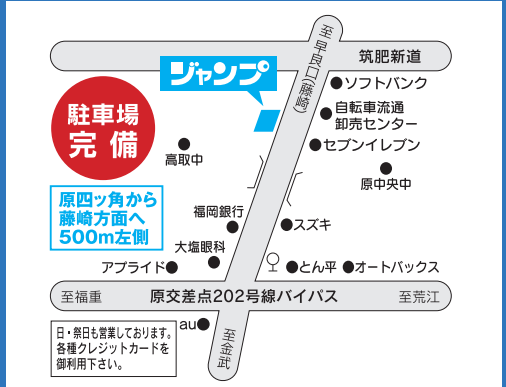 至早良口(藤崎)
筑肥新道
ジャンプ
ソフトバンク
駐車場
完備
自転車流通
卸売センター
セブンイレブン
高取中
原中央中
原四ッ角から
藤崎方面へ
500m左側
福岡銀行
スズキ
大塩眼科
アプライド
とん平
オートバックス
至福重
原交差点202号線バイパス
至荒江
日・祭日も営業しております。
各種クレジットカードを
御利用下さい。
au
至金武